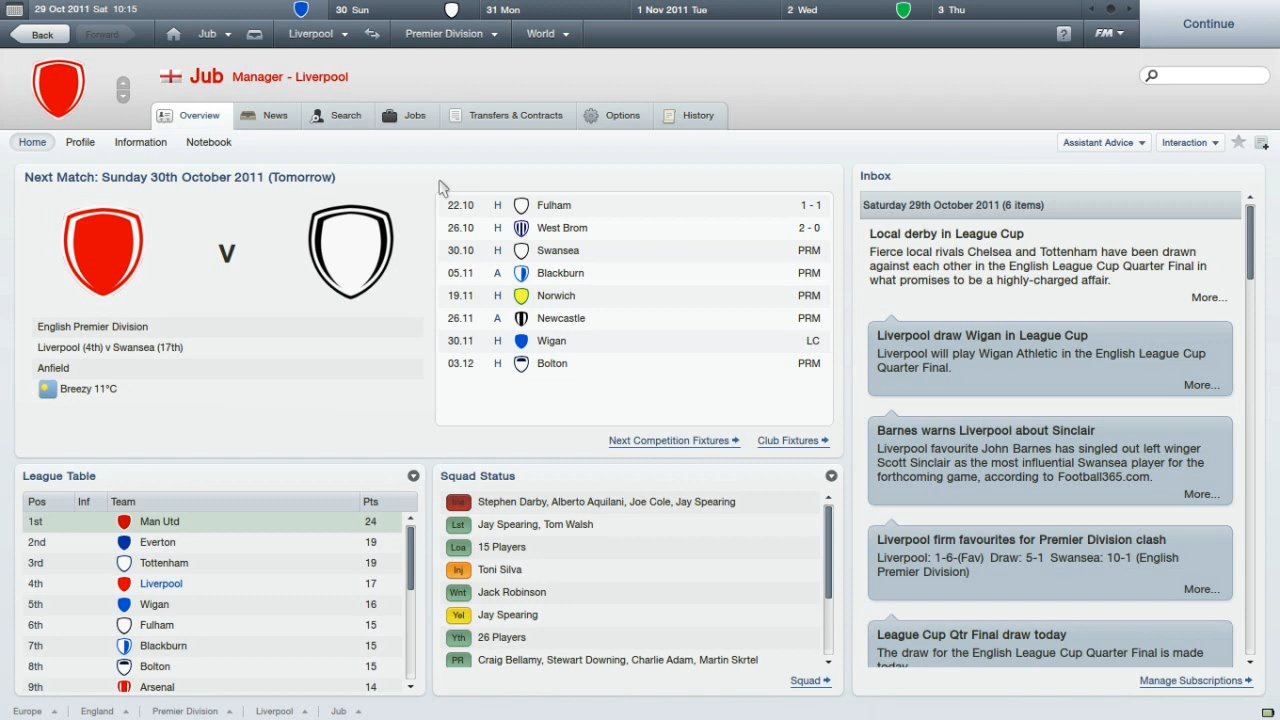 29 Oct 2011 Sat 10:15
30 Sun
31 Mon
1 Nov 2011 Tue
2 Wed
3 Thu
Back
Forward
Jub
Liverpool
Premier Division
World
?
FM
Continue
Jub Manager - Liverpool
Overview
News
Search
Jobs
Transfers & Contracts
Options
History
Home
Profile
Information
Notebook
Assistant Advice
Interaction
Next Match: Sunday 30th October 2011 (Tomorrow)
V
English Premier Division
Liverpool (4th) v Swansea (17th)
Anfield
Breezy 11°C
22.10 H Fulham 1 - 1
26.10 H West Brom 2 - 0
30.10 H Swansea PRM
05.11 A Blackburn PRM
19.11 H Norwich PRM
26.11 A Newcastle PRM
30.11 H Wigan LC
03.12 H Bolton PRM
Next Competition Fixtures
Club Fixtures
League Table
Pos Inf Team Pts
1st Man Utd 24
2nd Everton 19
3rd Tottenham 19
4th Liverpool 17
5th Wigan 16
6th Fulham 15
7th Blackburn 15
8th Bolton 15
9th Arsenal 14
Squad Status
Stephen Darby, Alberto Aquilani, Joe Cole, Jay Spearing
Lst Jay Spearing, Tom Walsh
Loa 15 Players
Inj Toni Silva
Wnt Jack Robinson
Yel Jay Spearing
Yth 26 Players
PR Craig Bellamy, Stewart Downing, Charlie Adam, Martin Skrtel
Squad
Inbox
Saturday 29th October 2011 (6 items)
Local derby in League Cup
Fierce local rivals Chelsea and Tottenham have been drawn
against each other in the English League Cup Quarter Final in
what promises to be a highly-charged affair.
More...
Liverpool draw Wigan in League Cup
Liverpool will play Wigan Athletic in the English League Cup
Quarter Final.
More...
Barnes warns Liverpool about Sinclair
Liverpool favourite John Barnes has singled out left winger
Scott Sinclair as the most influential Swansea player for the
forthcoming game, according to Football365.com.
More...
Liverpool firm favourites for Premier Division clash
Liverpool: 1-6-(Fav) Draw: 5-1 Swansea: 10-1 (English
Premier Division)
More...
League Cup Qtr Final draw today
The draw for the English League Cup Quarter Final is made
today
Manage Subscriptions
Europe
England
Premier Division
Liverpool
Jub